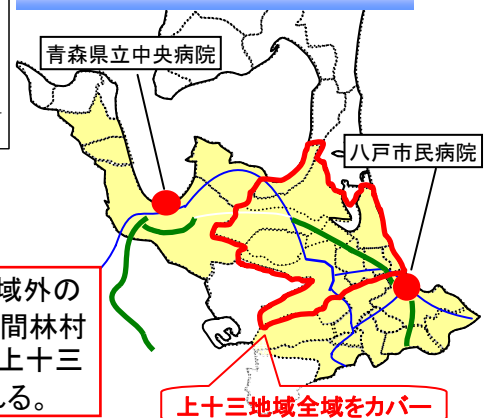 青森県立中央病院
八戸市民病院
域外の
間林村
上十三
る。
上十三地域全域をカバー